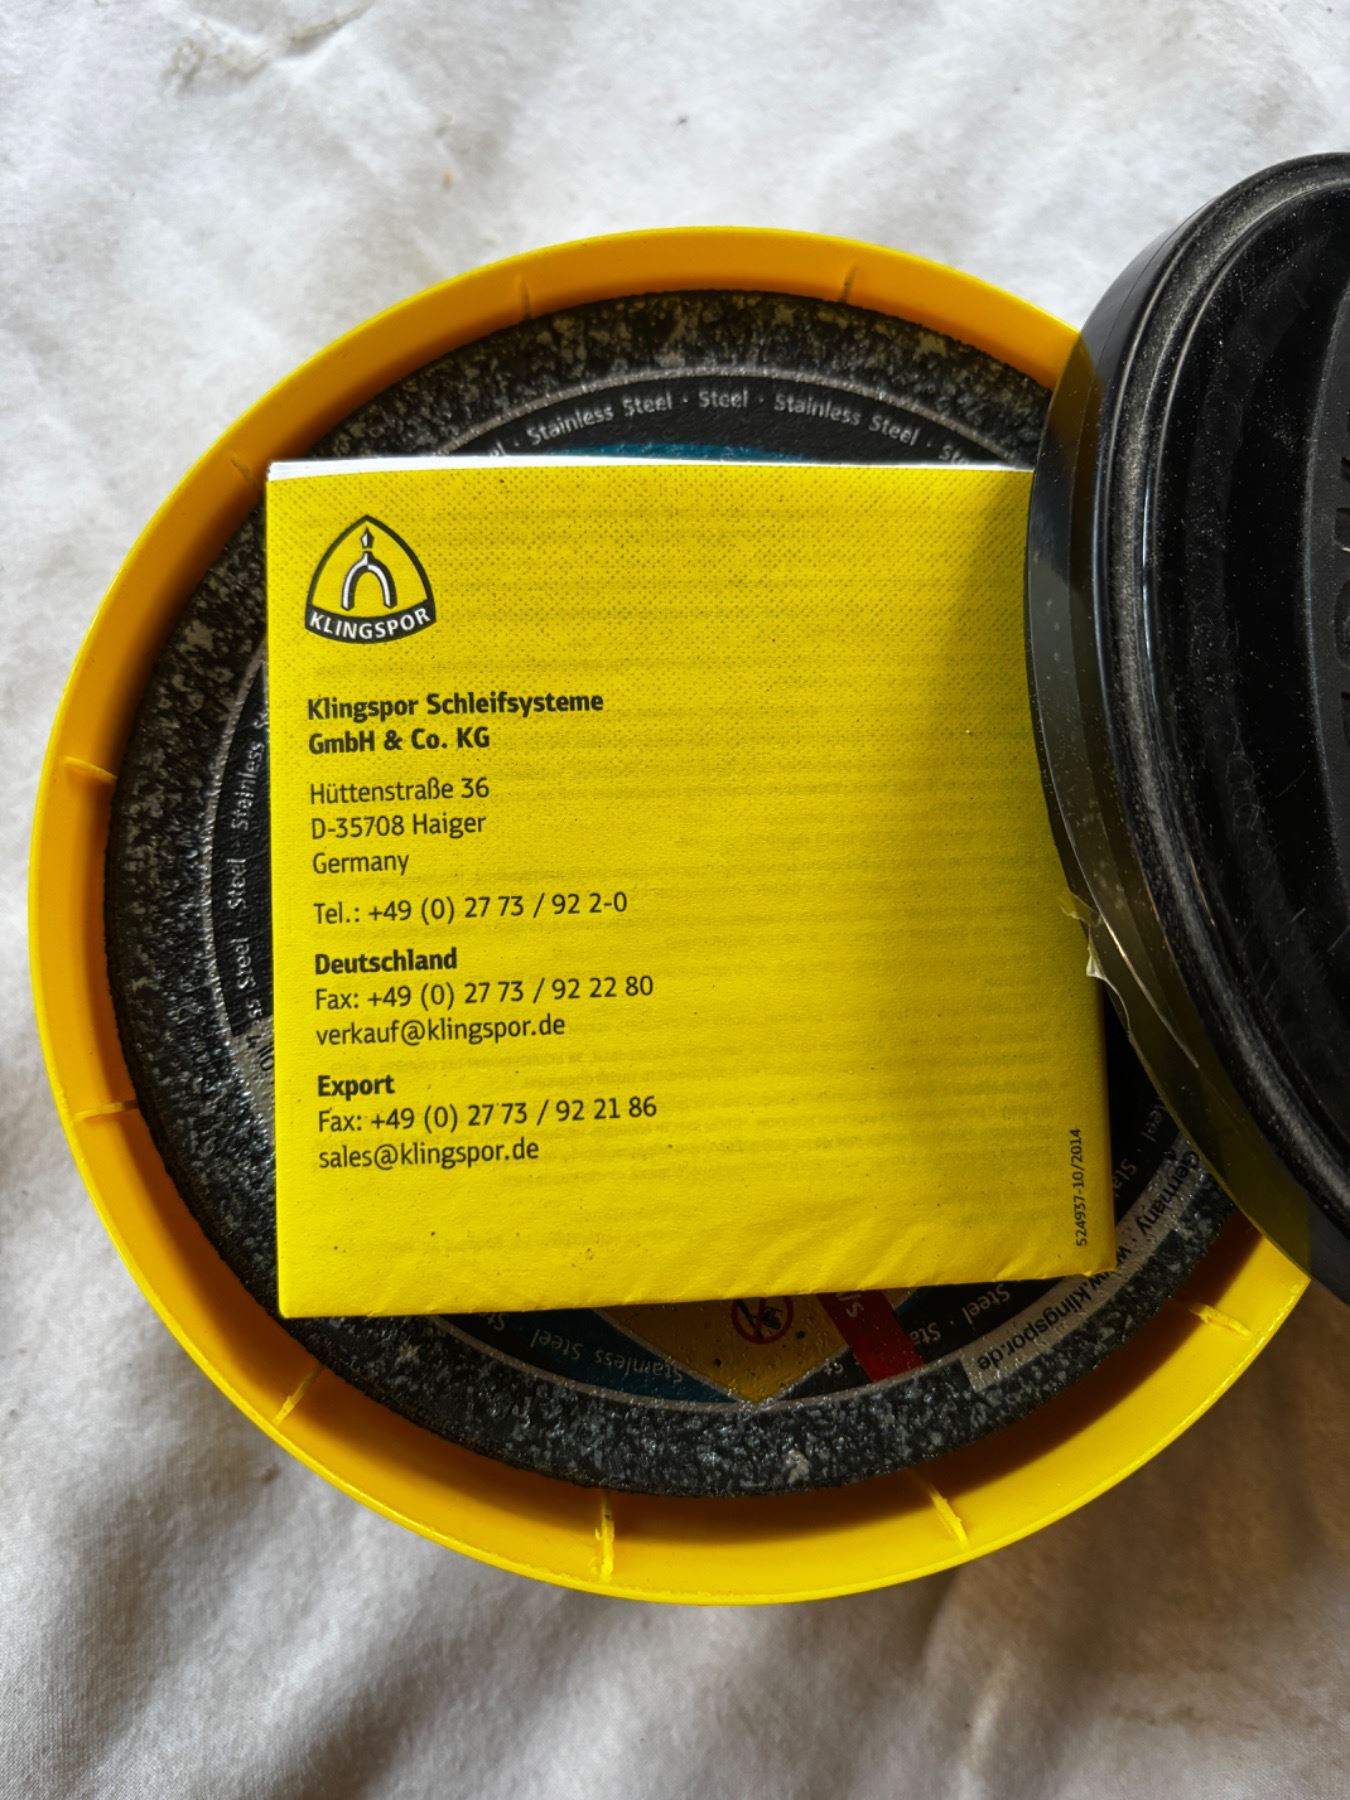 Stainless Steel · Steel · Stainless Steel ·
KLINGSPOR
Klingspor Schleifsysteme
GmbH & Co. KG
Hüttenstraße 36
D-35708 Haiger
Germany
Tel.: +49 (0) 27 73 / 92 2-0
Deutschland
Fax: +49 (0) 27 73 / 92 22 80
verkauf@klingspor.de
Export
Fax: +49 (0) 27 73 / 92 21 86
sales@klingspor.de
524937-10/2014
Steel · Steel · Stainless
Germany · www.klingspor.de
Steel
Stainless Steel · Stainless